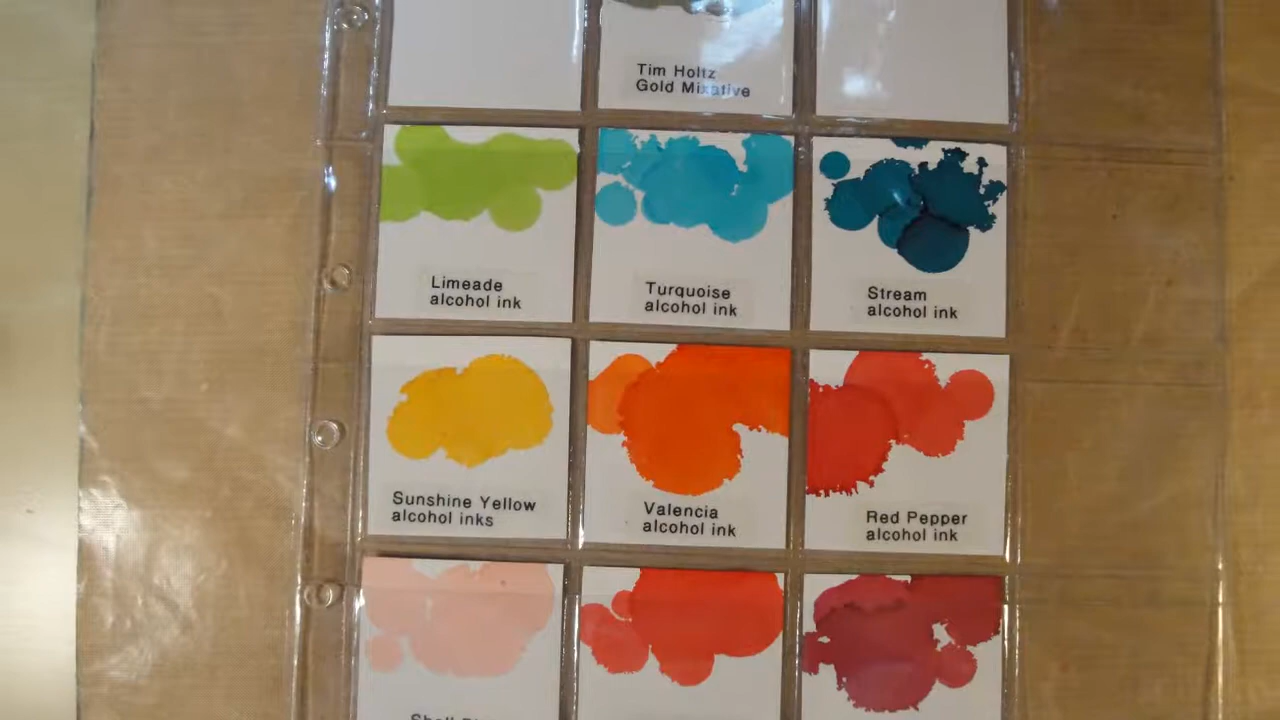 Tim Holtz
Gold Mixative
Limeade
alcohol ink
Turquoise
alcohol ink
Stream
alcohol ink
Sunshine Yellow
alcohol inks
Valencia
alcohol ink
Red Pepper
alcohol ink